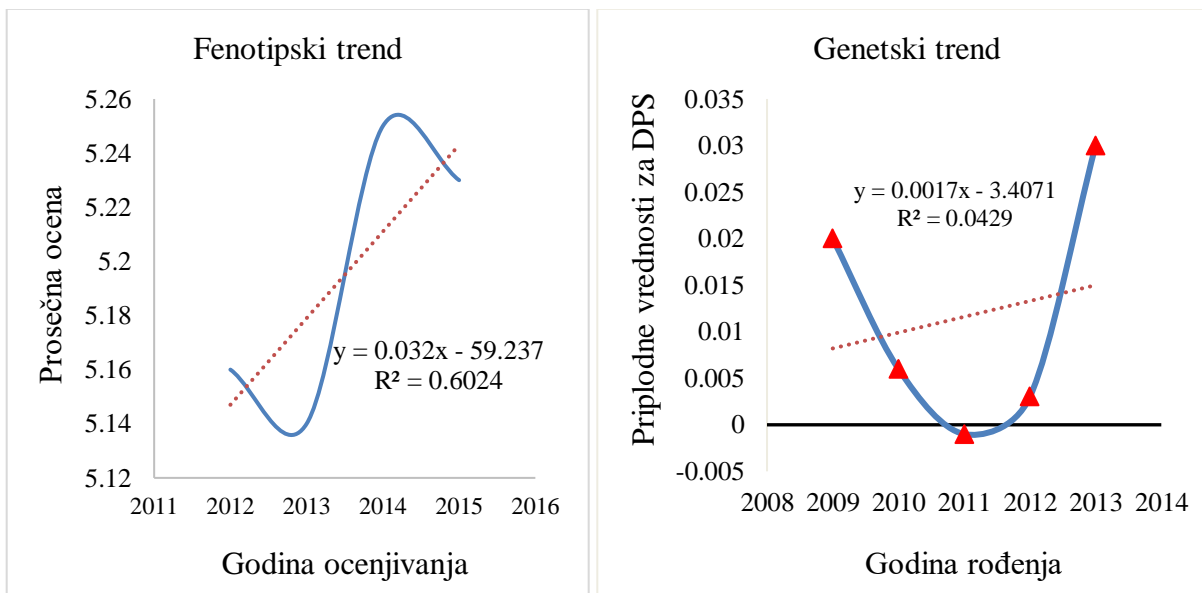 Fenotipski trend
5.26
5.24
5.22
5.2
5.18
5.16
5.14
5.12
Prosečna ocena
y = 0.032x - 59.237
R² = 0.6024
2011 2012 2013 2014 2015 2016
Godina ocenjivanja
Genetski trend
0.035
0.03
0.025
0.02
0.015
0.01
0.005
0
-0.005
Priplodne vrednosti za DPS
y = 0.0017x - 3.4071
R² = 0.0429
2008 2009 2010 2011 2012 2013 2014
Godina rođenja